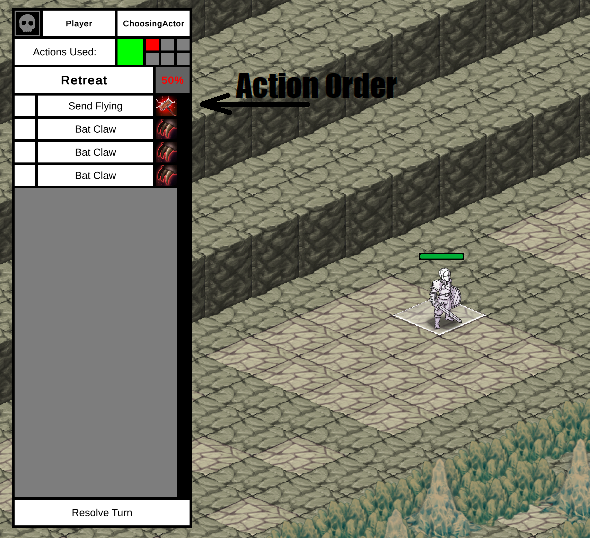 Player ChoosingActor
Actions Used:
Retreat 50%
Action Order
Send Flying
Bat Claw
Bat Claw
Bat Claw
Resolve Turn